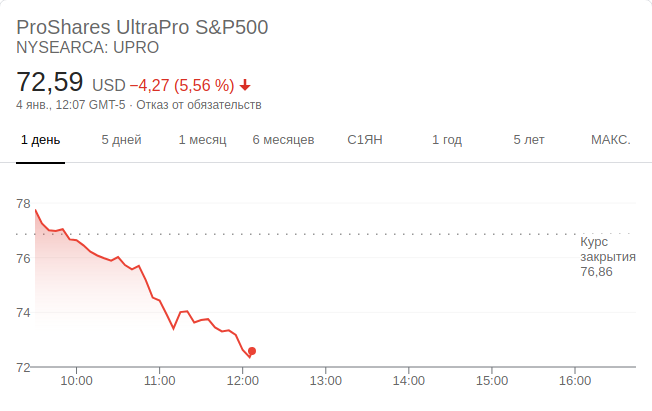 ProShares UltraPro S&P500
NYSEARCA: UPRO
72,59 USD −4,27 (5,56 %)
4 янв., 12:07 GMT-5 · Отказ от обязательств
1 день 5 дней 1 месяц 6 месяцев С1ЯН 1 год 5 лет МАКС.
78
Курс
закрытия
76,86
76
74
72
10:00 11:00 12:00 13:00 14:00 15:00 16:00